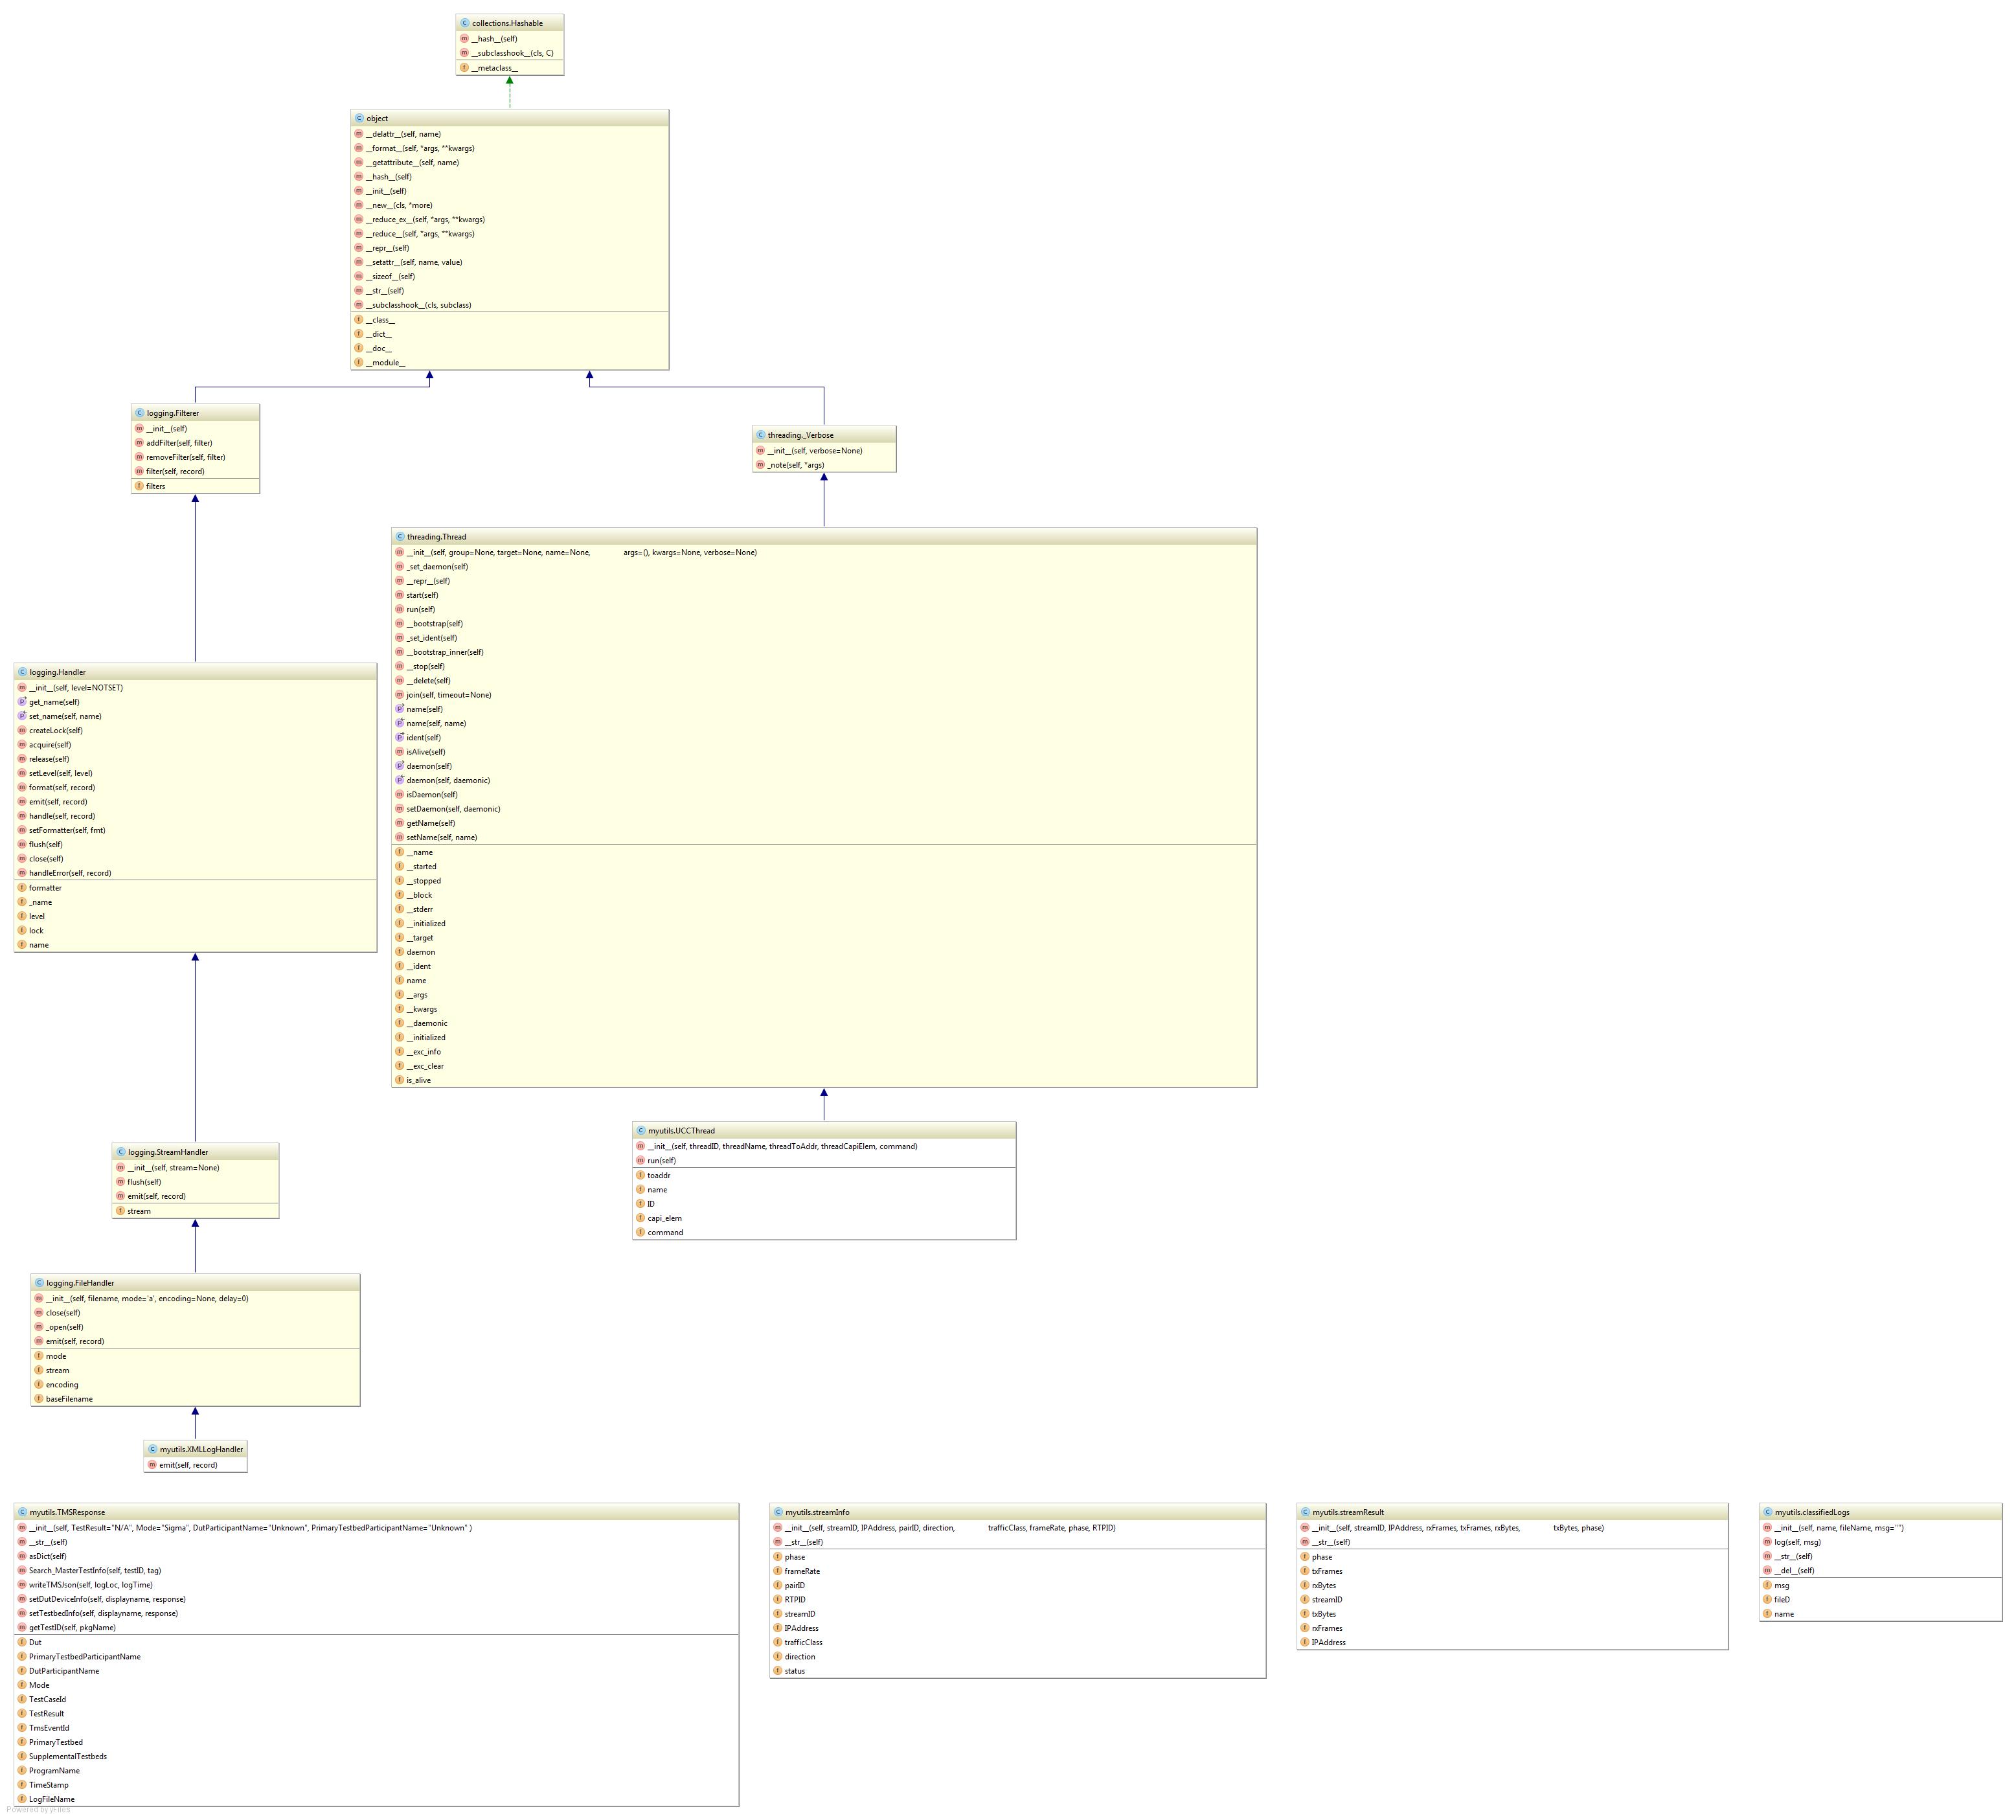 collections.Hashable
__hash__(self)
__subclasshook__(cls, C)
__metaclass__
object
__delattr__(self, name)
__format__(self, *args, **kwargs)
__getattribute__(self, name)
__hash__(self)
__init__(self)
__new__(cls, *more)
__reduce_ex__(self, *args, **kwargs)
__reduce__(self, *args, **kwargs)
__repr__(self)
__setattr__(self, name, value)
__sizeof__(self)
__str__(self)
__subclasshook__(cls, subclass)
__class__
__dict__
__doc__
__module__
logging.Filterer
__init__(self)
addFilter(self, filter)
removeFilter(self, filter)
filter(self, record)
filters
threading._Verbose
__init__(self, verbose=None)
_note(self, *args)
threading.Thread
__init__(self, group=None, target=None, name=None, args=(), kwargs=None, verbose=None)
_set_daemon(self)
__repr__(self)
start(self)
run(self)
__bootstrap(self)
_set_ident(self)
__bootstrap_inner(self)
__stop(self)
__delete(self)
join(self, timeout=None)
name(self)
name(self, name)
ident(self)
isAlive(self)
daemon(self)
daemon(self, daemonic)
isDaemon(self)
setDaemon(self, daemonic)
getName(self)
setName(self, name)
__name
__started
__stopped
__block
__stderr
__initialized
__target
daemon
__ident
name
__args
__kwargs
__daemonic
__initialized
__exc_info
__exc_clear
is_alive
logging.Handler
__init__(self, level=NOTSET)
get_name(self)
set_name(self, name)
createLock(self)
acquire(self)
release(self)
setLevel(self, level)
format(self, record)
emit(self, record)
handle(self, record)
setFormatter(self, fmt)
flush(self)
close(self)
handleError(self, record)
formatter
_name
level
lock
name
myutils.UCCThread
__init__(self, threadID, threadName, threadToAddr, threadCapiElem, command)
run(self)
toaddr
name
ID
capi_elem
command
logging.StreamHandler
__init__(self, stream=None)
flush(self)
emit(self, record)
stream
logging.FileHandler
__init__(self, filename, mode='a', encoding=None, delay=0)
close(self)
_open(self)
emit(self, record)
mode
stream
encoding
baseFilename
myutils.XMLLogHandler
emit(self, record)
myutils.TMSResponse
__init__(self, TestResult="N/A", Mode="Sigma", DutParticipantName="Unknown", PrimaryTestbedParticipantName="Unknown" )
__str__(self)
asDict(self)
Search_MasterTestInfo(self, testID, tag)
writeTMSJson(self, logLoc, logTime)
setDutDeviceInfo(self, displayname, response)
setTestbedInfo(self, displayname, response)
getTestID(self, pkgName)
Dut
PrimaryTestbedParticipantName
DutParticipantName
Mode
TestCaseId
TestResult
TmsEventId
PrimaryTestbed
SupplementalTestbeds
ProgramName
TimeStamp
LogFileName
myutils.streamInfo
__init__(self, streamID, IPAddress, pairID, direction, trafficClass, frameRate, phase, RTPID)
__str__(self)
phase
frameRate
pairID
RTPID
streamID
IPAddress
trafficClass
direction
status
myutils.streamResult
__init__(self, streamID, IPAddress, rxFrames, txFrames, rxBytes, txBytes, phase)
__str__(self)
phase
txFrames
rxBytes
streamID
txBytes
rxFrames
IPAddress
myutils.classifiedLogs
__init__(self, name, fileName, msg="")
log(self, msg)
__str__(self)
__del__(self)
msg
fileD
name
Powered by yFiles